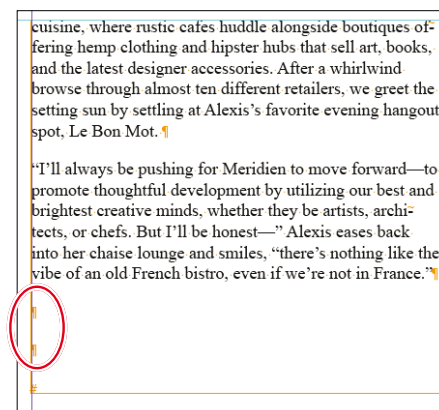 cuisine, where rustic cafes huddle alongside boutiques of-
fering hemp clothing and hipster hubs that sell art, books,
and the latest designer accessories. After a whirlwind
browse through almost ten different retailers, we greet the
setting sun by settling at Alexis’s favorite evening hangout
spot, Le Bon Mot. ¶
“I’ll always be pushing for Meridien to move forward—to
promote thoughtful development by utilizing our best and
brightest creative minds, whether they be artists, archi-
tects, or chefs. But I’ll be honest—” Alexis eases back
into her chaise lounge and smiles, “there’s nothing like the
vibe of an old French bistro, even if we’re not in France.”¶
¶
¶
#